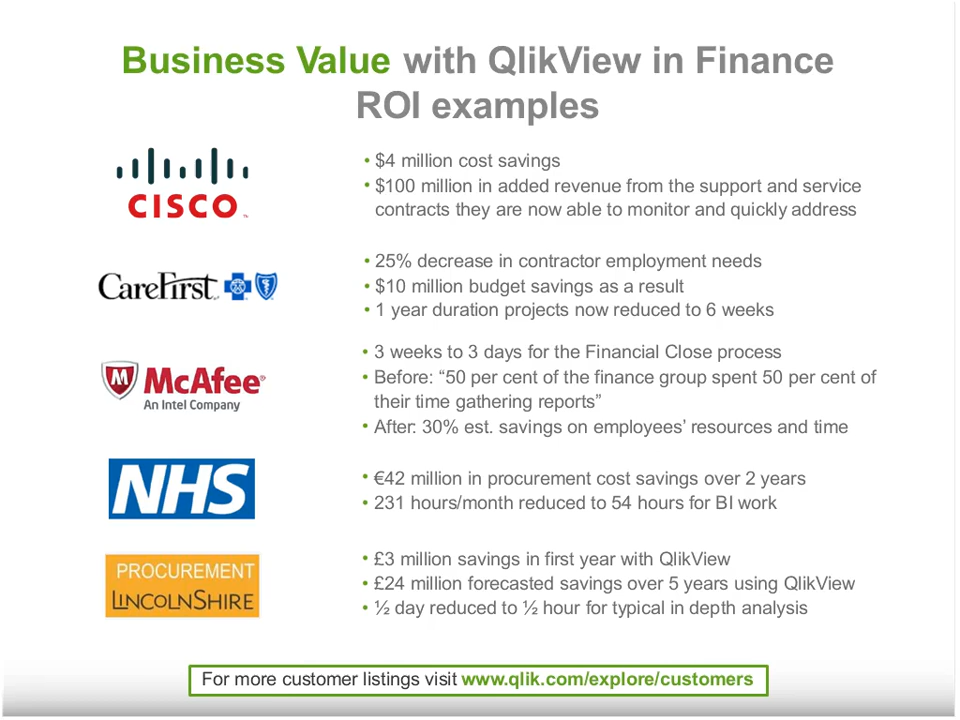 Business Value with QlikView in Finance
ROI examples
CISCO
TM
• $4 million cost savings
• $100 million in added revenue from the support and service
contracts they are now able to monitor and quickly address
CareFirst
• 25% decrease in contractor employment needs
• $10 million budget savings as a result
• 1 year duration projects now reduced to 6 weeks
M McAfee®
An Intel Company
• 3 weeks to 3 days for the Financial Close process
• Before: “50 per cent of the finance group spent 50 per cent of
their time gathering reports”
• After: 30% est. savings on employees’ resources and time
NHS
• €42 million in procurement cost savings over 2 years
• 231 hours/month reduced to 54 hours for BI work
PROCUREMENT
LINCOLNSHIRE
• £3 million savings in first year with QlikView
• £24 million forecasted savings over 5 years using QlikView
• ½ day reduced to ½ hour for typical in depth analysis
For more customer listings visit www.qlik.com/explore/customers